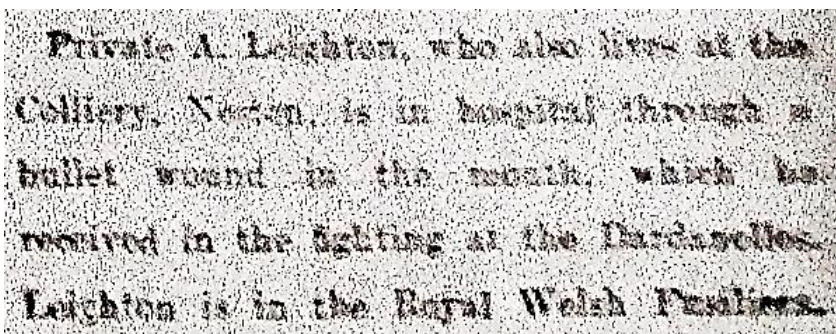 Private A. Leighton, who also lives at the
Colliery, is in hospital through a
bullet wound in the mouth, which he
received in the fighting at the Dardanelles.
Leighton is in the Royal Welsh Fusiliers.